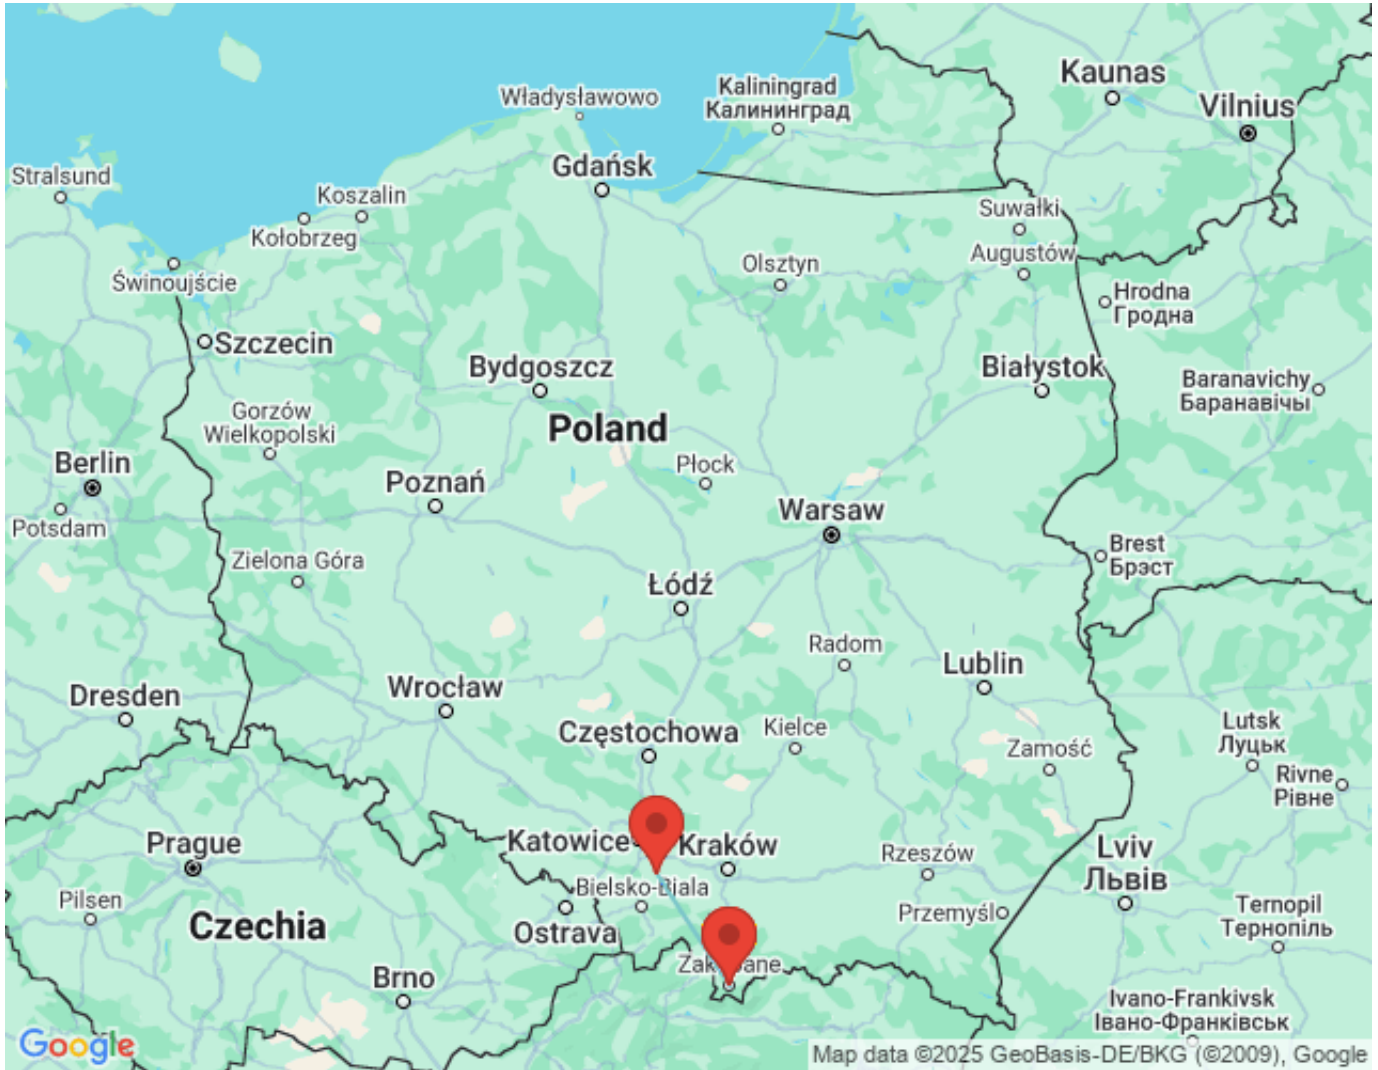 Kaunas
Vilnius
Kaliningrad
Калининград
Władysławowo
Gdańsk
Stralsund
Koszalin
Kołobrzeg
Suwałki
Augustów
Olsztyn
Świnoujście
Hrodna
Гродна
Szczecin
Bydgoszcz
Białystok
Baranavichy
Баранавічы
Gorzów
Wielkopolski
Poland
Berlin
Płock
Poznań
Warsaw
Potsdam
Brest
Брэст
Zielona Góra
Łódź
Radom
Lublin
Wrocław
Dresden
Częstochowa
Kielce
Lutsk
Луцьк
Zamość
Rivne
Рівне
Prague
Katowice
Kraków
Rzeszów
Lviv
Львів
Pilsen
Bielsko-Biala
Przemyśl
Ternopil
Тернопіль
Czechia
Ostrava
Zakopane
Brno
Ivano-Frankivsk
Івано-Франківськ
Google
Map data ©2025 GeoBasis-DE/BKG (©2009), Google